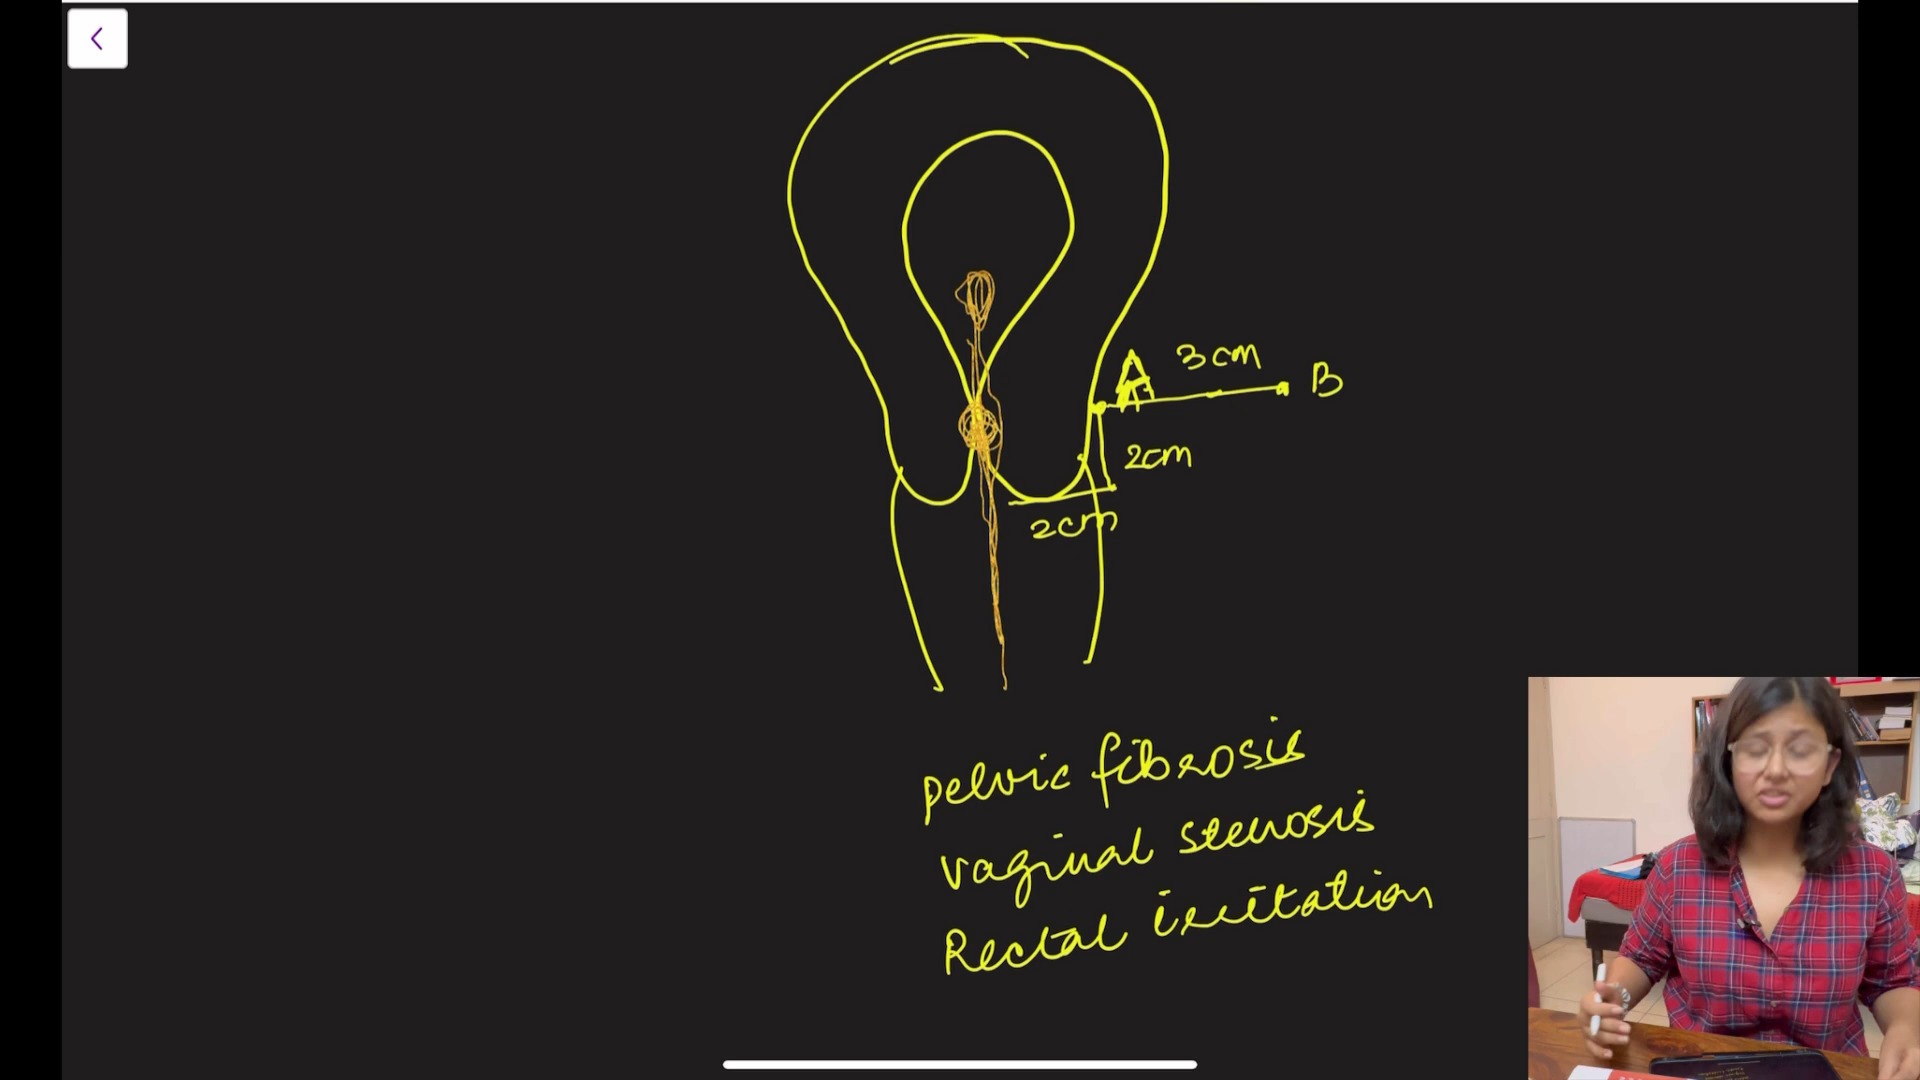 A 3cm B
2cm
2cm
pelvic fibrosis
vaginal stenosis
Rectal irritation